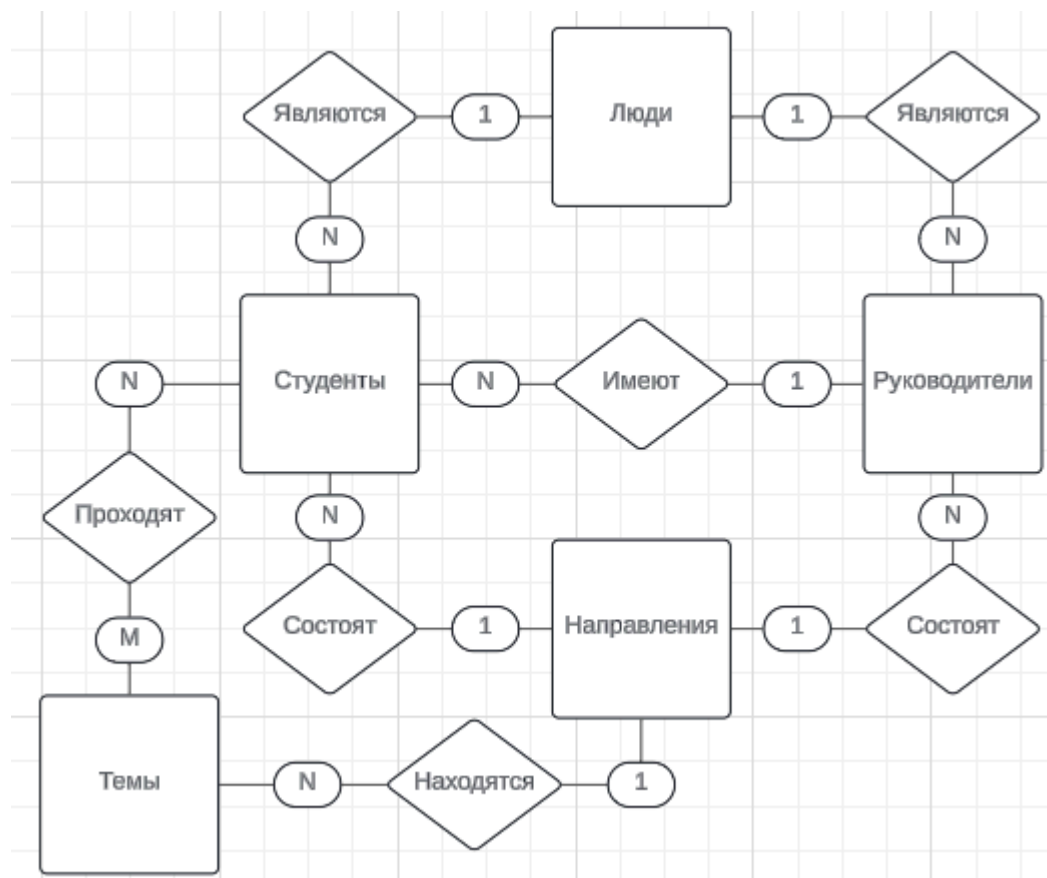 Являются
1
Люди
1
Являются
N
N
N
Студенты
N
Имеют
1
Руководители
Проходят
N
N
M
Состоят
1
Направления
1
Состоят
Темы
N
Находятся
1